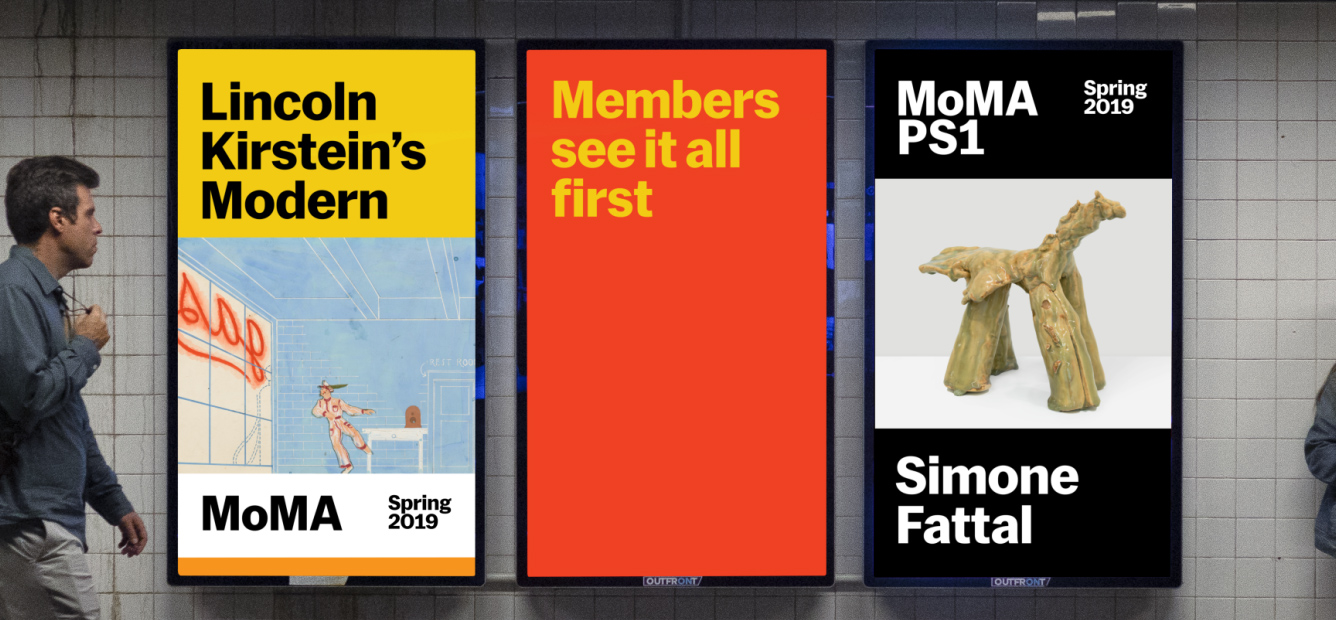 Lincoln
Kirstein’s
Modern
gas
MoMA
Spring
2019
Members
see it all
first
OUTFRONT
MoMA
PS1
Spring
2019
Simone
Fattal
OUTFRONT